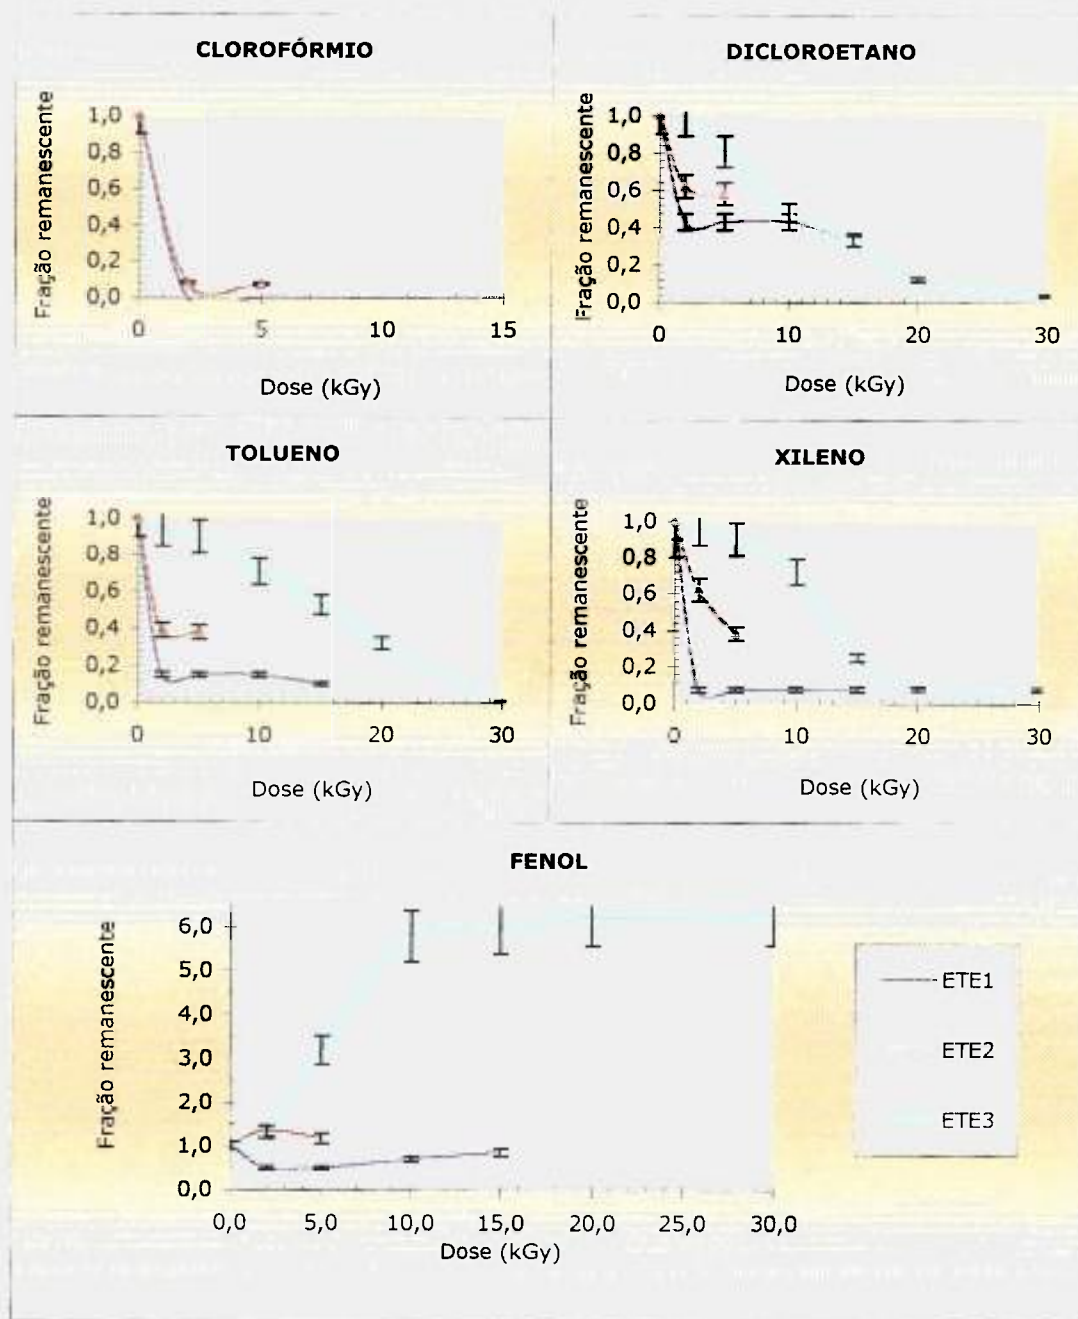 CLOROFÓRMIO
Fração remanescente
1,0
0,8
0,6
0,4
0,2
0,0
0 5 10 15
Dose (kGy)
DICLOROETANO
Fração remanescente
1,0
0,8
0,6
0,4
0,2
0,0
0 10 20 30
Dose (kGy)
TOLUENO
Fração remanescente
1,0
0,8
0,6
0,4
0,2
0,0
0 10 20 30
Dose (kGy)
XILENO
Fração remanescente
1,0
0,8
0,6
0,4
0,2
0,0
0 10 20 30
Dose (kGy)
FENOL
Fração remanescente
6,0
5,0
4,0
3,0
2,0
1,0
0,0
0,0 5,0 10,0 15,0 20,0 25,0 30,0
Dose (kGy)
ETE1
ETE2
ETE3